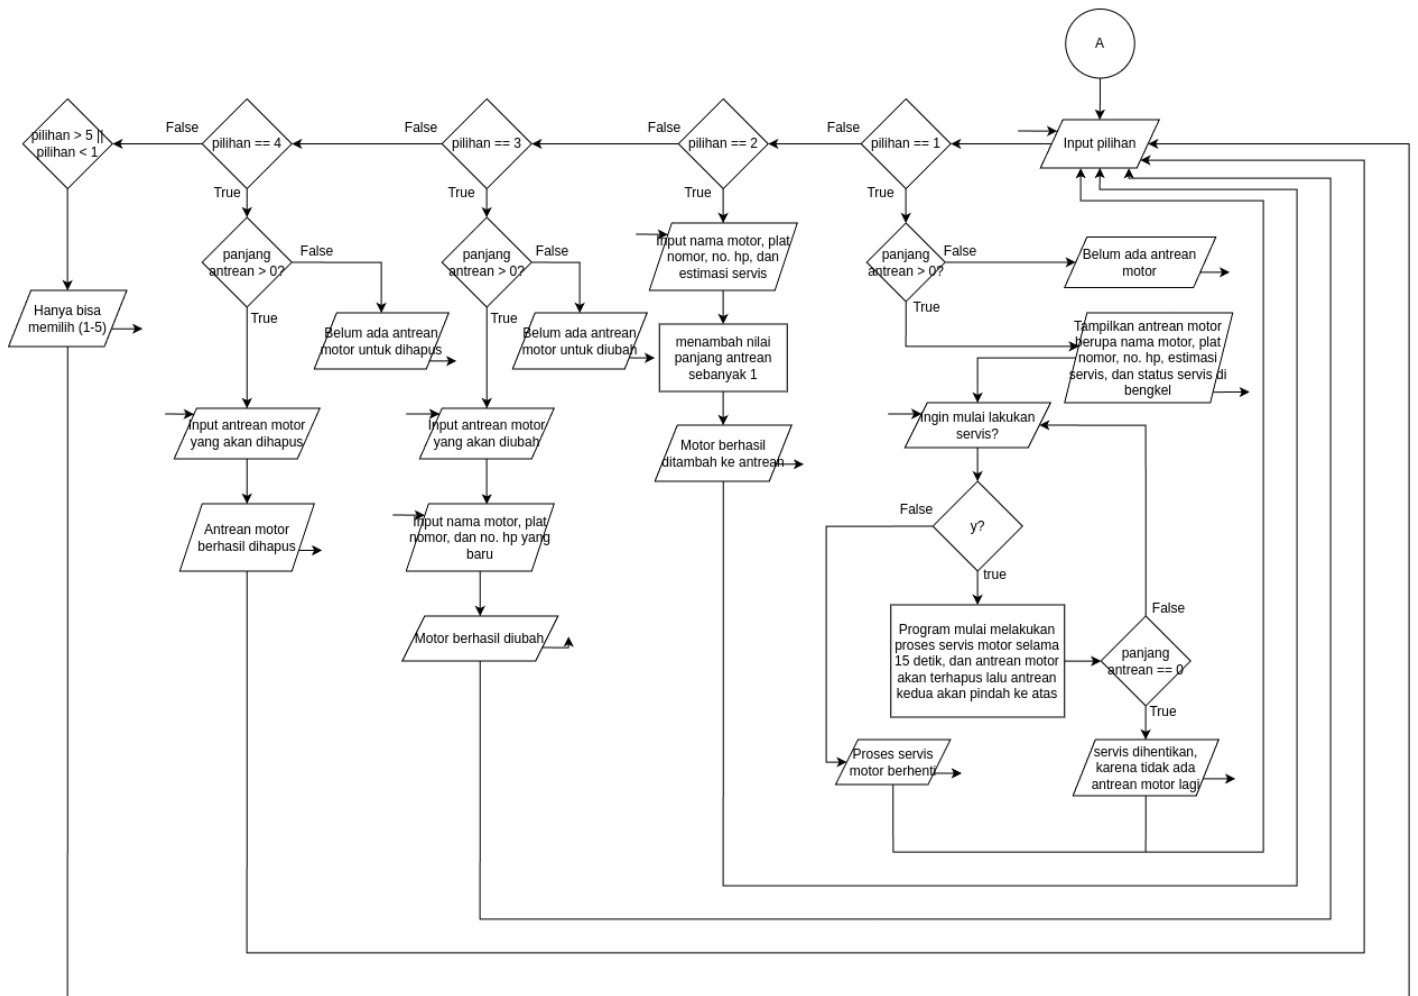 A
Input pilihan
pilihan == 1
False
pilihan == 2
False
pilihan == 3
False
pilihan == 4
False
pilihan > 5 ||
pilihan < 1
True
True
True
True
Hanya bisa
memilih (1-5)
panjang
antrean > 0?
False
True
Belum ada antrean
motor untuk dihapus
Input antrean motor
yang akan dihapus
Antrean motor
berhasil dihapus
panjang
antrean > 0?
False
True
Belum ada antrean
motor untuk diubah
Input antrean motor
yang akan diubah
Input nama motor, plat
nomor, dan no. hp yang
baru
Motor berhasil diubah
Input nama motor, plat
nomor, no. hp, dan
estimasi servis
menambah nilai
panjang antrean
sebanyak 1
Motor berhasil
ditambah ke antrean
panjang
antrean > 0?
False
True
Belum ada antrean
motor
Tampilkan antrean motor
berupa nama motor, plat
nomor, no. hp, estimasi
servis, dan status servis di
bengkel
Ingin mulai lakukan
servis?
y?
False
true
Program mulai melakukan
proses servis motor selama
15 detik, dan antrean motor
akan terhapus lalu antrean
kedua akan pindah ke atas
panjang
antrean == 0
False
True
Proses servis
motor berhenti
servis dihentikan,
karena tidak ada
antrean motor lagi